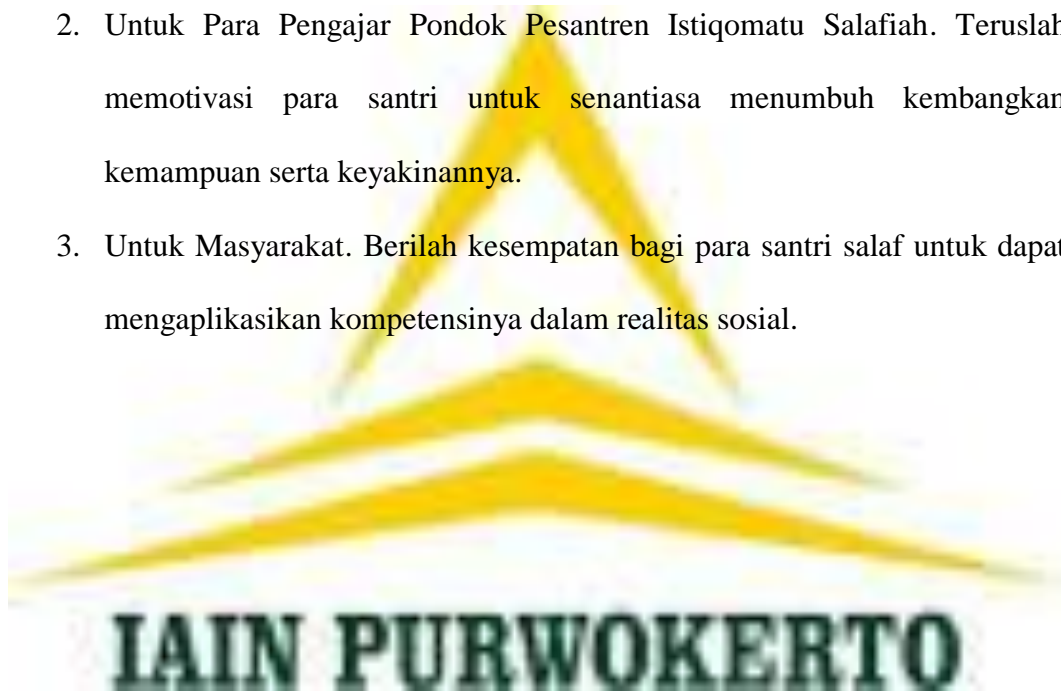 2. Untuk Para Pengajar Pondok Pesantren Istiqomatu Salafiah. Teruslah
memotivasi para santri untuk senantiasa menumbuh kembangkan
kemampuan serta keyakinannya.
3. Untuk Masyarakat. Berilah kesempatan bagi para santri salaf untuk dapat
mengaplikasikan kompetensinya dalam realitas sosial.
IAIN PURWOKERTO